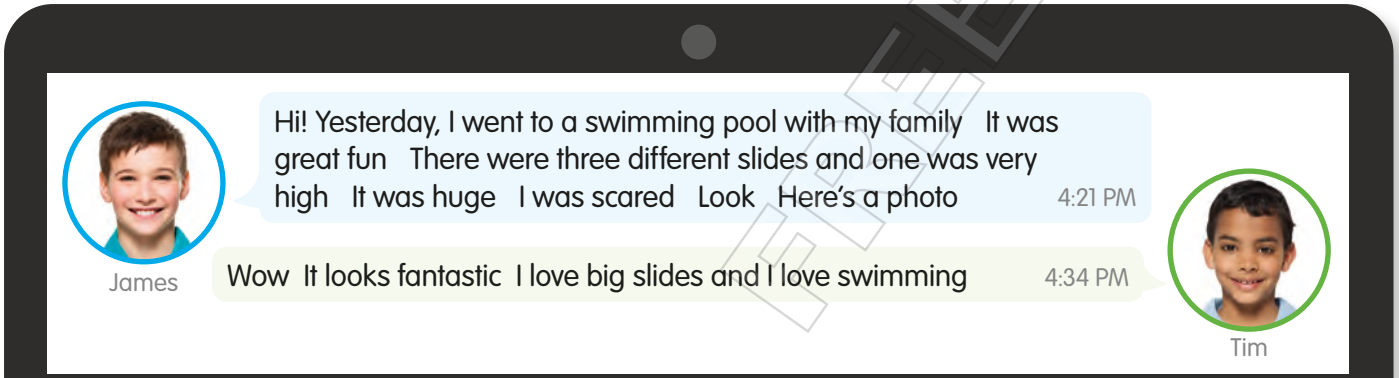 FREE
Hi! Yesterday, I went to a swimming pool with my family It was
great fun There were three different slides and one was very
high It was huge I was scared Look Here's a photo 4:21 PM
James
Wow It looks fantastic I love big slides and I love swimming 4:34 PM
Tim